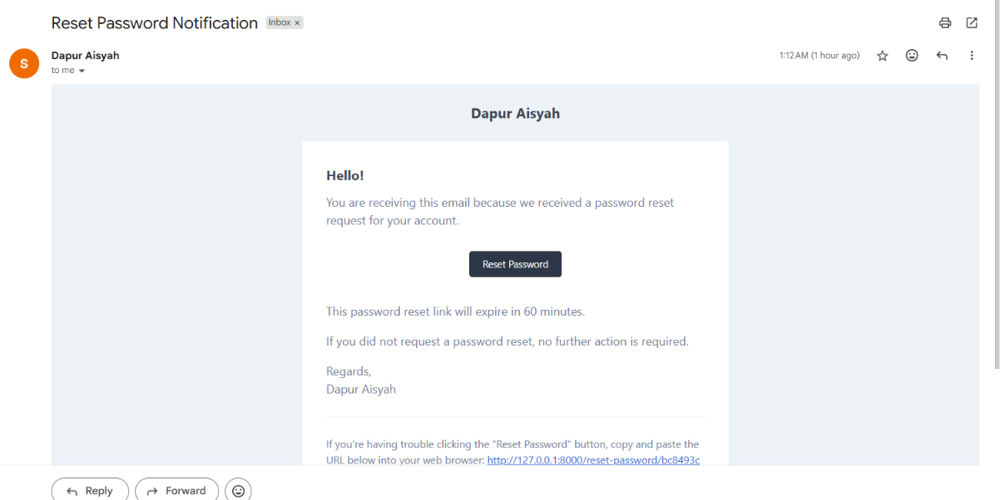 Reset Password Notification Inbox ×
Dapur Aisyah 1:12 AM (1 hour ago)
S
to me
Dapur Aisyah
Hello!
You are receiving this email because we received a password reset
request for your account.
Reset Password
This password reset link will expire in 60 minutes.
If you did not request a password reset, no further action is required.
Regards,
Dapur Aisyah
If you're having trouble clicking the "Reset Password" button, copy and paste the
URL below into your web browser: http://127.0.0.1:8000/reset-password/bc8493c
Reply Forward